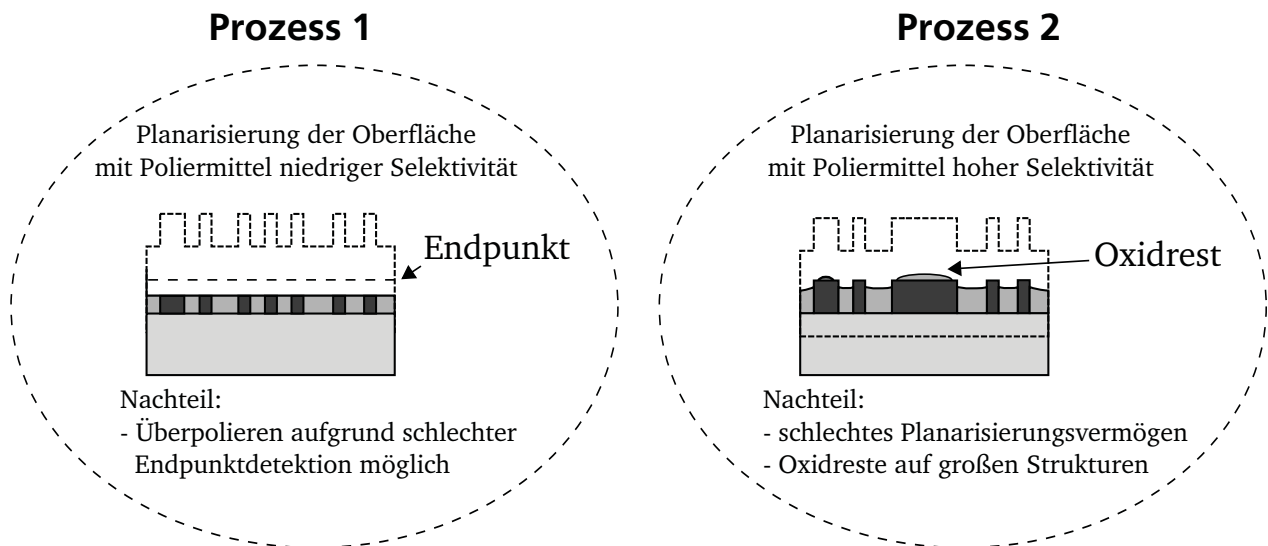 Prozess 1
Planarisierung der Oberfläche
mit Poliermittel niedriger Selektivität
Endpunkt
Nachteil:
- Überpolieren aufgrund schlechter
Endpunktdetektion möglich
Prozess 2
Planarisierung der Oberfläche
mit Poliermittel hoher Selektivität
Oxidrest
Nachteil:
- schlechtes Planarisierungsvermögen
- Oxidreste auf großen Strukturen